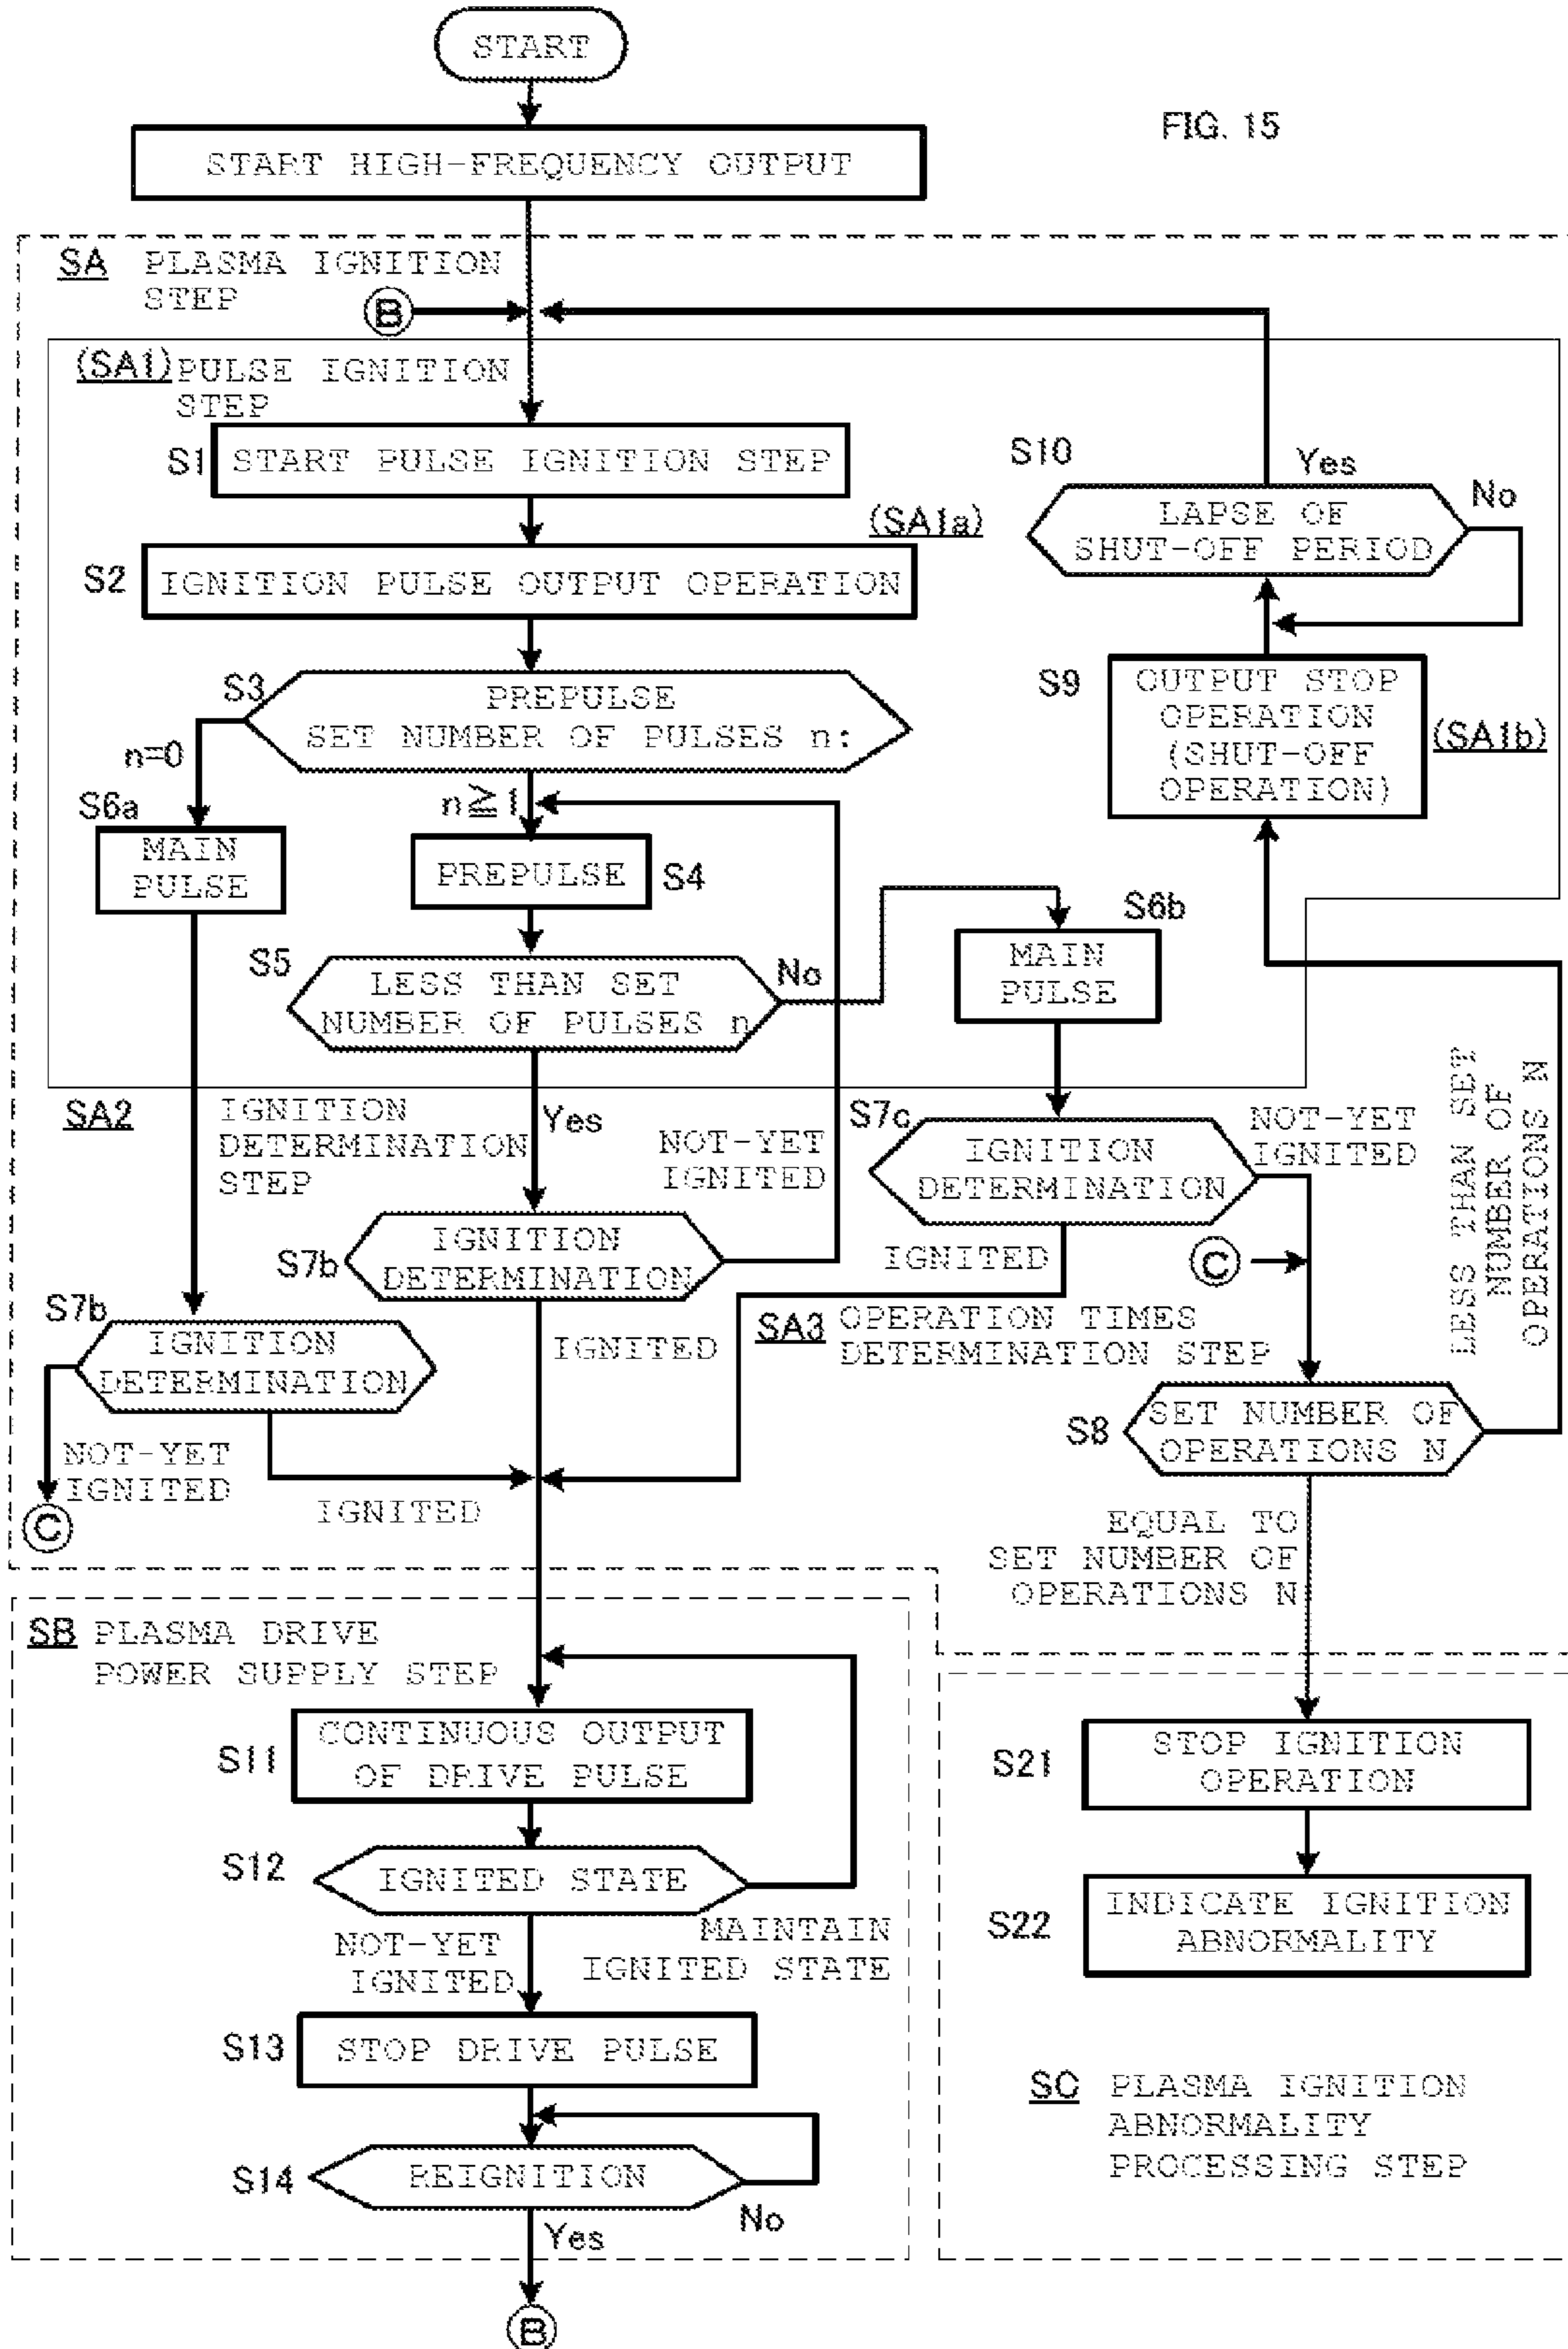 START
FIG. 15
START HIGH-FREQUENCY OUTPUT
SA PLASMA IGNITION
STEP
B
(SA1) PULSE IGNITION
STEP
S1 START PULSE IGNITION STEP
(SA1a)
S2 IGNITION PULSE OUTPUT OPERATION
S3 PREPULSE
SET NUMBER OF PULSES n:
n=0
n≧1
S6a
MAIN
PULSE
PREPULSE S4
S5 LESS THAN SET
NUMBER OF PULSES n
No
Yes
S6b
MAIN
PULSE
S10
Yes
No
LAPSE OF
SHUT-OFF PERIOD
S9 OUTPUT STOP
OPERATION
(SHUT-OFF
OPERATION)
(SA1b)
SA2 IGNITION
DETERMINATION
STEP
NOT-YET
IGNITED
S7b IGNITION
DETERMINATION
IGNITED
S7b
IGNITION
DETERMINATION
NOT-YET
IGNITED
C
IGNITED
S7c
IGNITION
DETERMINATION
NOT-YET
IGNITED
IGNITED
C
SA3 OPERATION TIMES
DETERMINATION STEP
S8 SET NUMBER OF
OPERATIONS N
LESS THAN SET
NUMBER OF
OPERATIONS N
EQUAL TO
SET NUMBER OF
OPERATIONS N
SB PLASMA DRIVE
POWER SUPPLY STEP
S11 CONTINUOUS OUTPUT
OF DRIVE PULSE
S12 IGNITED STATE
NOT-YET
IGNITED
MAINTAIN
IGNITED STATE
S13 STOP DRIVE PULSE
S14 REIGNITION
No
Yes
B
S21 STOP IGNITION
OPERATION
S22 INDICATE IGNITION
ABNORMALITY
SC PLASMA IGNITION
ABNORMALITY
PROCESSING STEP